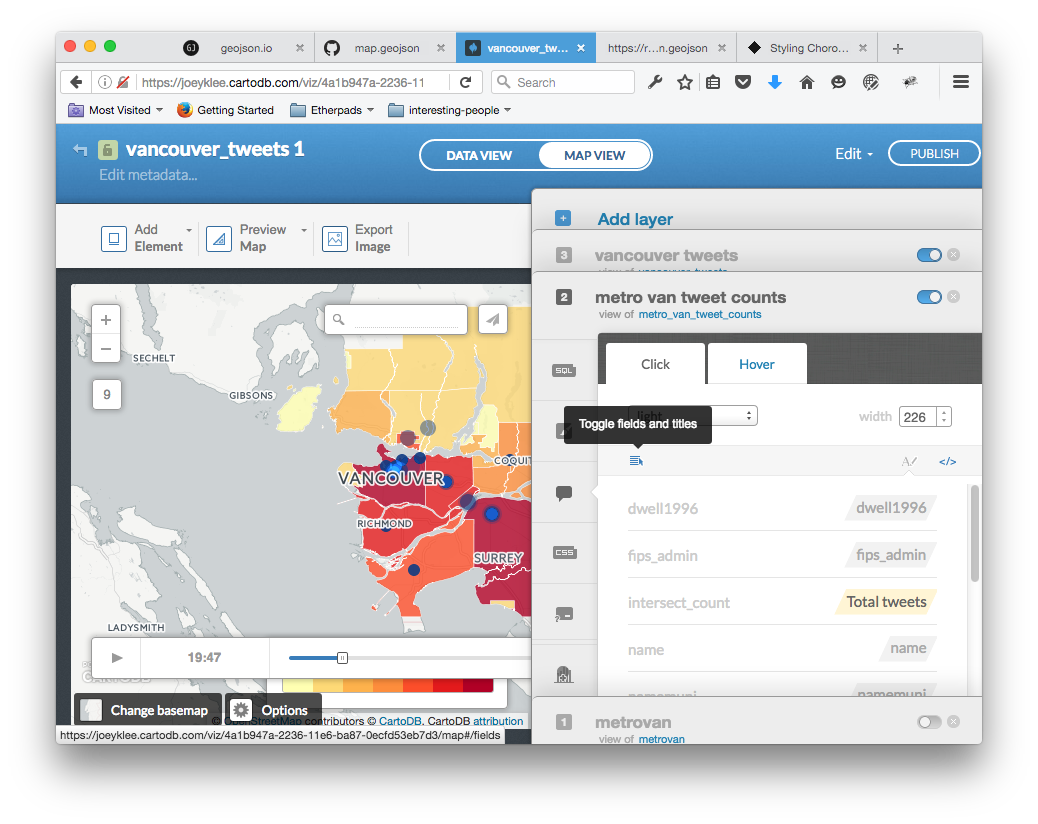 geojson.io
map.geojson
vancouver_tw...
https://r...n.geojson
Styling Choro...
https://joeyklee.cartodb.com/viz/4a1b947a-2236-11
Search
Most Visited
Getting Started
Etherpads
interesting-people
vancouver_tweets 1
Edit metadata...
DATA VIEW
MAP VIEW
Edit
PUBLISH
Add Element
Preview Map
Export Image
Add layer
3
vancouver tweets
view of vancouver_tweets
2
metro van tweet counts
view of metro_van_tweet_counts
Click
Hover
light
width
226
Toggle fields and titles
SQL
CSS
</>
dwell1996
dwell1996
fips_admin
fips_admin
intersect_count
Total tweets
name
name
namemuni
namemuni
1
metrovan
view of metrovan
+
−
9
SECHELT
GIBSONS
VANCOUVER
COQUIT
RICHMOND
SURREY
LADYSMITH
19:47
CARTODB
Change basemap
Options
© OpenStreetMap contributors © CartoDB, CartoDB attribution
https://joeyklee.cartodb.com/viz/4a1b947a-2236-11e6-ba87-0ecfd53eb7d3/map#/fields